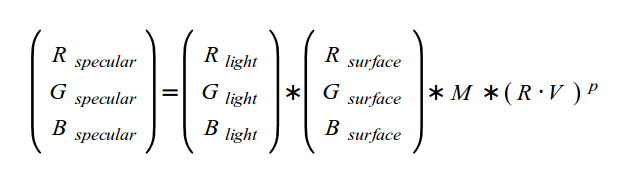 R specular R light R surface
G specular = G light * G surface * M * ( R · V ) p
B specular B light B surface